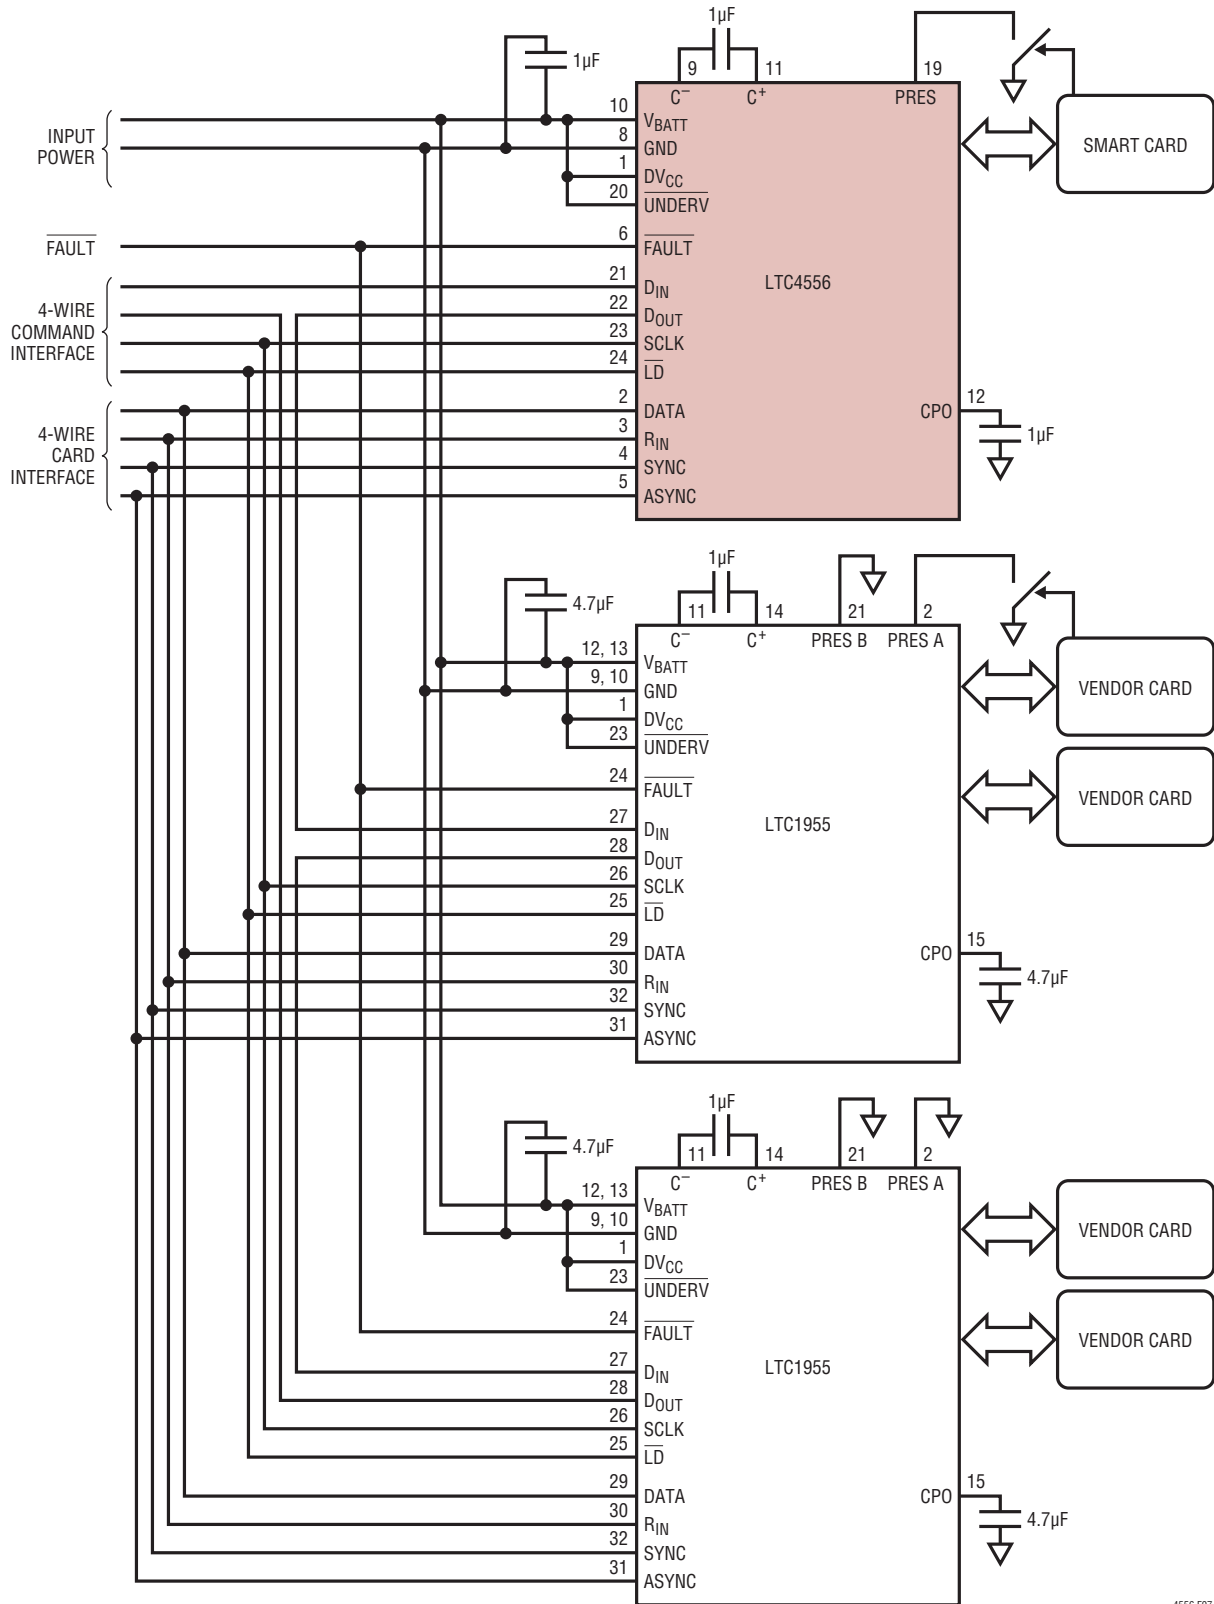 1µF
1µF
9
11
19
C–
C+
PRES
INPUT
POWER
10
VBATT
8
GND
1
DVCC
20
UNDERV
SMART CARD
FAULT
6
FAULT
LTC4556
4-WIRE
COMMAND
INTERFACE
21
DIN
22
DOUT
23
SCLK
24
LD
4-WIRE
CARD
INTERFACE
2
DATA
3
RIN
4
SYNC
5
ASYNC
CPO
12
1µF
1µF
4.7µF
11
14
21
2
C–
C+
PRES B
PRES A
12, 13
VBATT
9, 10
GND
1
DVCC
23
UNDERV
VENDOR CARD
24
FAULT
VENDOR CARD
LTC1955
27
DIN
28
DOUT
26
SCLK
25
LD
29
DATA
30
RIN
32
SYNC
31
ASYNC
CPO
15
4.7µF
1µF
4.7µF
11
14
21
2
C–
C+
PRES B
PRES A
12, 13
VBATT
9, 10
GND
1
DVCC
23
UNDERV
VENDOR CARD
24
FAULT
VENDOR CARD
LTC1955
27
DIN
28
DOUT
26
SCLK
25
LD
29
DATA
30
RIN
32
SYNC
31
ASYNC
CPO
15
4.7µF